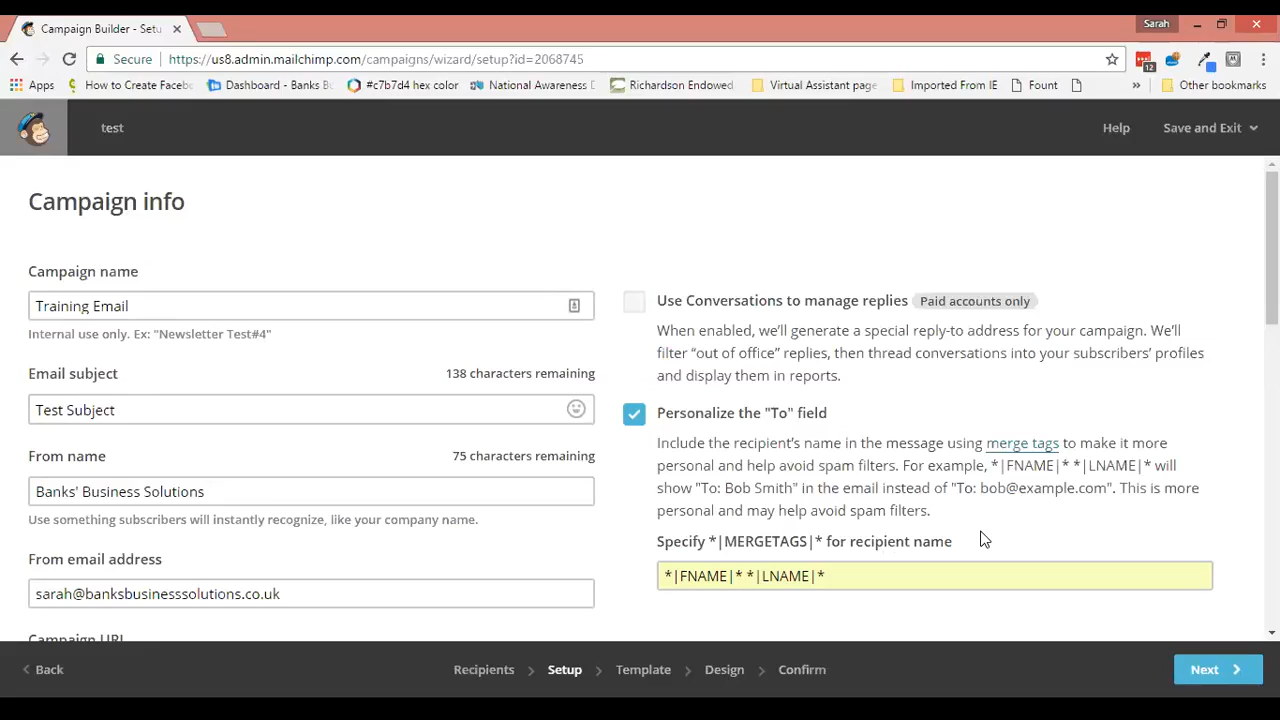 Campaign Builder - Setu
Sarah
Secure
https://us8.admin.mailchimp.com/campaigns/wizard/setup?id=2068745
12
Apps
How to Create Faceb
Dashboard - Banks B
#c7b7d4 hex color
National Awareness D
Richardson Endowed
Virtual Assistant page
Imported From IE
Fount
»
Other bookmarks
test
Help
Save and Exit
Campaign info
Campaign name
Training Email
Internal use only. Ex: "Newsletter Test#4"
Email subject
138 characters remaining
Test Subject
From name
75 characters remaining
Banks' Business Solutions
Use something subscribers will instantly recognize, like your company name.
From email address
sarah@banksbusinesssolutions.co.uk
Campaign URL
Use Conversations to manage replies
Paid accounts only
When enabled, we'll generate a special reply-to address for your campaign. We'll
filter “out of office” replies, then thread conversations into your subscribers' profiles
and display them in reports.
Personalize the "To" field
Include the recipient's name in the message using merge tags to make it more
personal and help avoid spam filters. For example, *|FNAME|* *|LNAME|* will
show "To: Bob Smith" in the email instead of "To: bob@example.com". This is more
personal and may help avoid spam filters.
Specify *|MERGETAGS|* for recipient name
*|FNAME|* *|LNAME|*
Back
Recipients
Setup
Template
Design
Confirm
Next